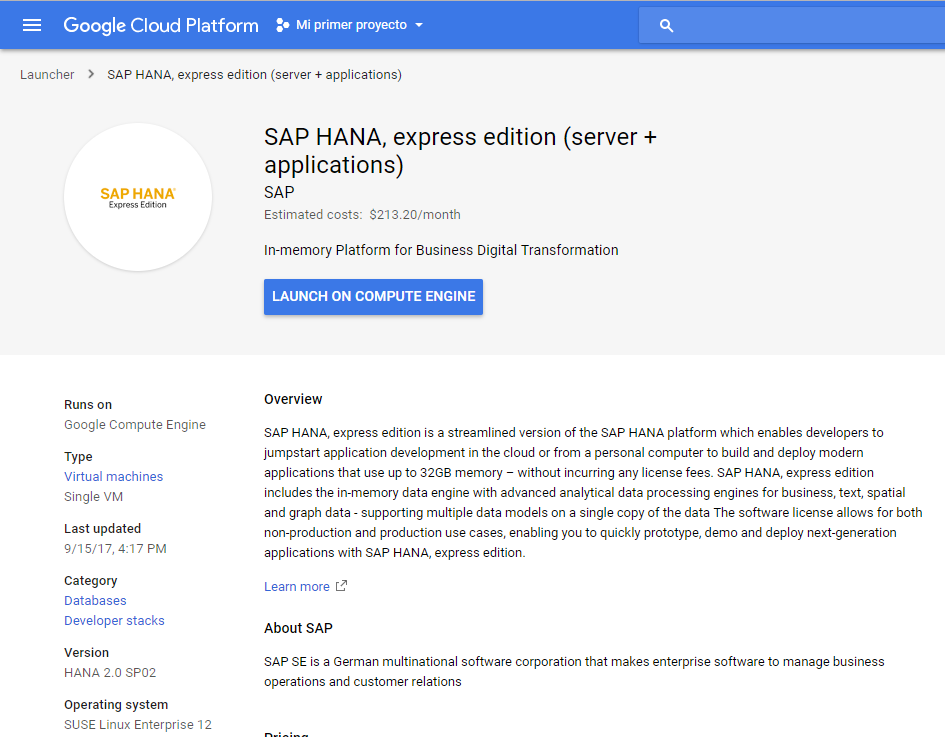 Google Cloud Platform Mi primer proyecto
Launcher SAP HANA, express edition (server + applications)
SAP HANA
Express Edition
SAP HANA, express edition (server +
applications)
SAP
Estimated costs: $213.20/month
In-memory Platform for Business Digital Transformation
LAUNCH ON COMPUTE ENGINE
Runs on
Google Compute Engine
Type
Virtual machines
Single VM
Last updated
9/15/17, 4:17 PM
Category
Databases
Developer stacks
Version
HANA 2.0 SP02
Operating system
SUSE Linux Enterprise 12
Overview
SAP HANA, express edition is a streamlined version of the SAP HANA platform which enables developers to
jumpstart application development in the cloud or from a personal computer to build and deploy modern
applications that use up to 32GB memory – without incurring any license fees. SAP HANA, express edition
includes the in-memory data engine with advanced analytical data processing engines for business, text, spatial
and graph data - supporting multiple data models on a single copy of the data The software license allows for both
non-production and production use cases, enabling you to quickly prototype, demo and deploy next-generation
applications with SAP HANA, express edition.
Learn more
About SAP
SAP SE is a German multinational software corporation that makes enterprise software to manage business
operations and customer relations
Pricing